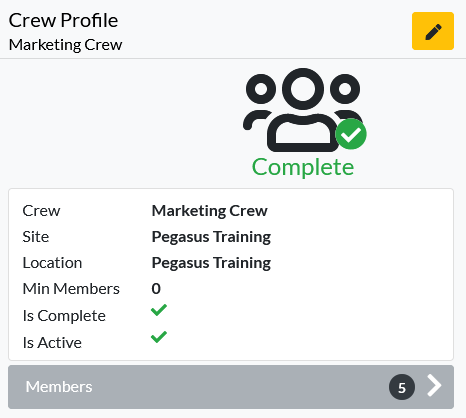 Crew Profile
Marketing Crew
Complete
Crew Marketing Crew
Site Pegasus Training
Location Pegasus Training
Min Members 0
Is Complete
Is Active
Members 5